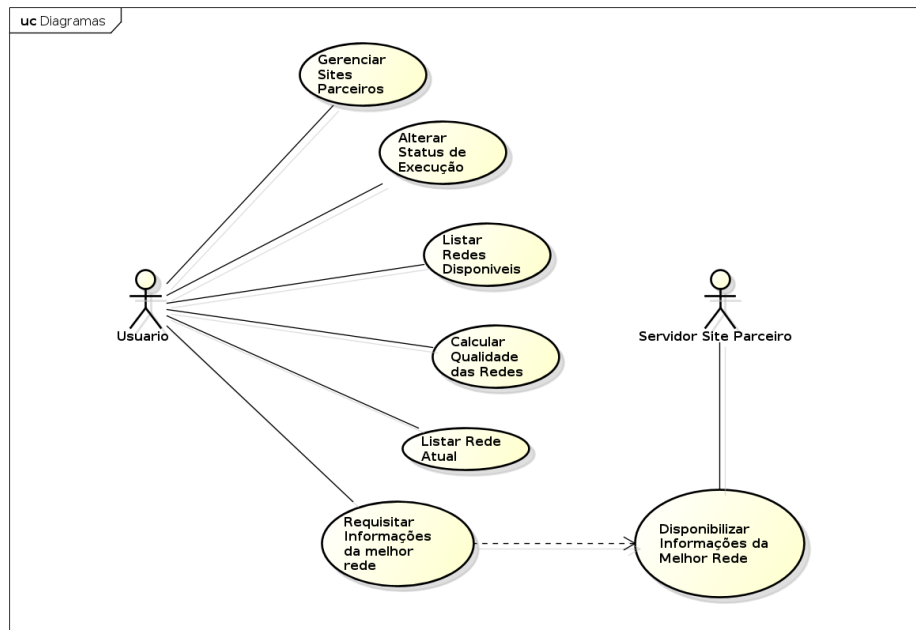 uc Diagramas
Gerenciar
Sites
Parceiros
Alterar
Status de
Execução
Listar
Redes
Disponiveis
Usuario
Servidor Site Parceiro
Calcular
Qualidade
das Redes
Listar Rede
Atual
Requisitar
Informações
da melhor
rede
Disponibilizar
Informações da
Melhor Rede